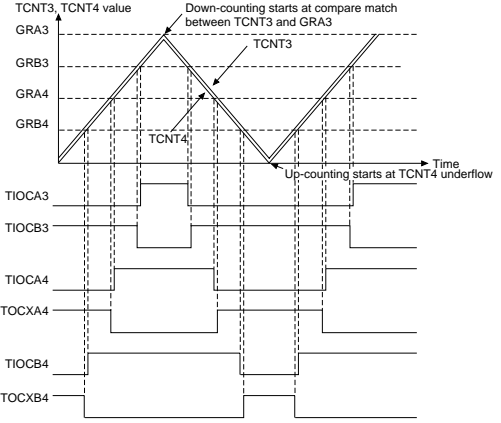 TCNT3, TCNT4 value
Down-counting starts at compare match
between TCNT3 and GRA3
GRA3
TCNT3
GRB3
GRA4
GRB4
TCNT4
Time
Up-counting starts at TCNT4 underflow
TIOCA3
TIOCB3
TIOCA4
TOCXA4
TIOCB4
TOCXB4